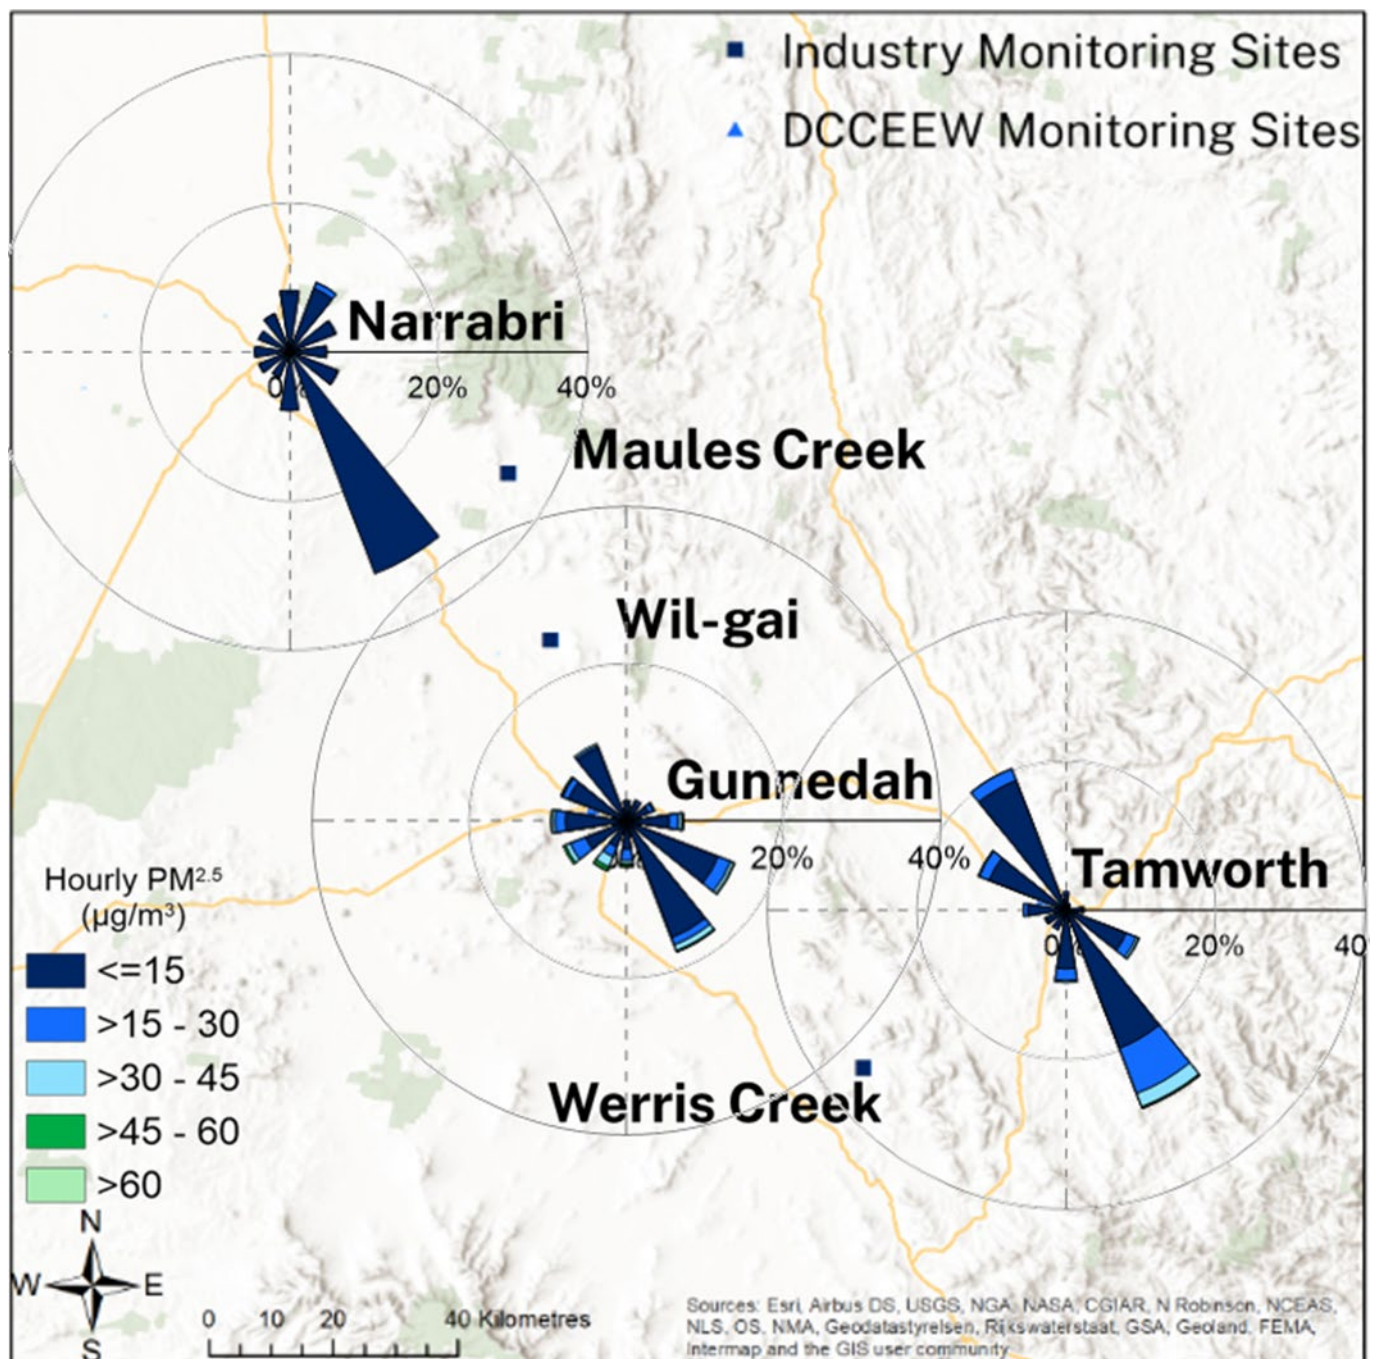 Industry Monitoring Sites
DCCEEW Monitoring Sites
Narrabri
20%
40%
Maules Creek
Wil-gai
Gunnedah
20%
40%
Tamworth
0%
20%
40
Werris Creek
Hourly PM2.5
(µg/m³)
<=15
>15 - 30
>30 - 45
>45 - 60
>60
N
W
E
S
0
10
20
40 Kilometres
Sources: Esri, Airbus DS, USGS, NGA, NASA, CGIAR, N Robinson, NCEAS,
NLS, OS, NMA, Geodatastyrelsen, Rijkswaterstaat, GSA, Geoland, FEMA,
Intermap and the GIS user community